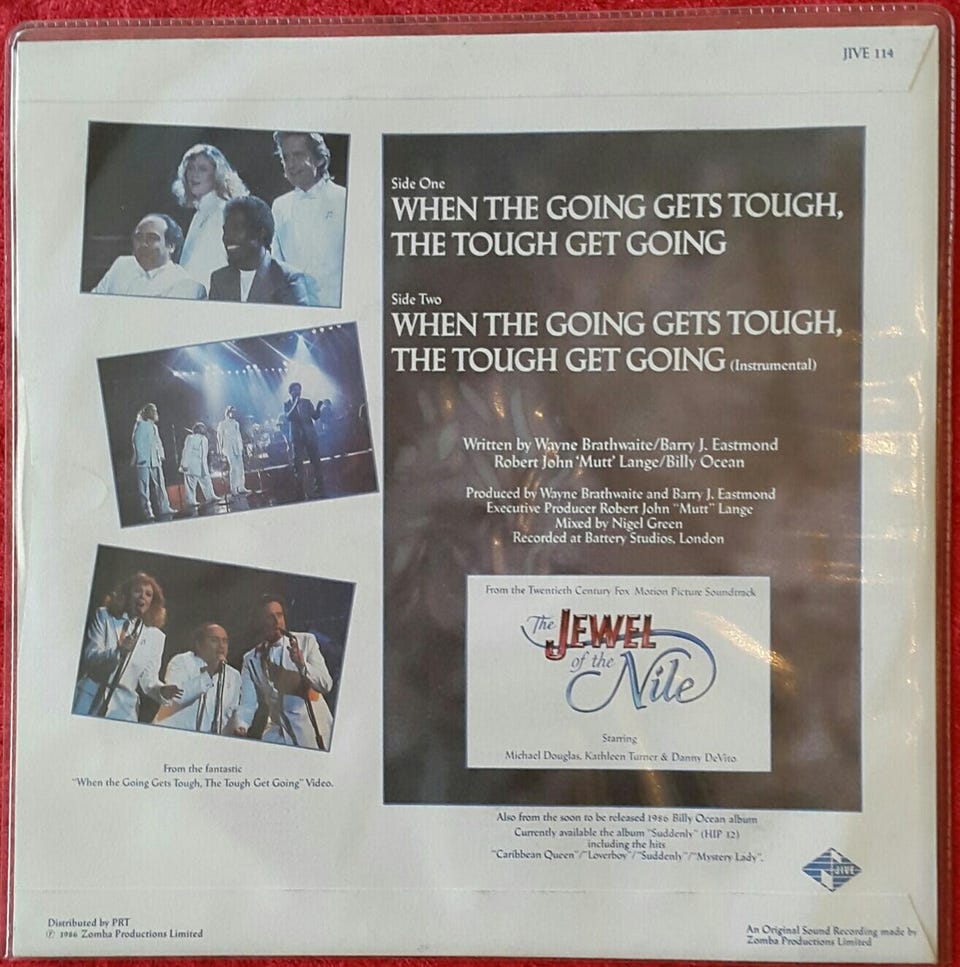 JIVE 114
Side One
WHEN THE GOING GETS TOUGH,
THE TOUGH GET GOING
Side Two
WHEN THE GOING GETS TOUGH,
THE TOUGH GET GOING (Instrumental)
Written by Wayne Brathwaite/Barry J. Eastmond
Robert John 'Mutt' Lange/Billy Ocean
Produced by Wayne Brathwaite and Barry J. Eastmond
Executive Producer Robert John "Mutt" Lange
Mixed by Nigel Green
Recorded at Battery Studios, London
From the Twentieth Century Fox Motion Picture Soundtrack
The JEWEL
of the
Nile
Starring
Michael Douglas, Kathleen Turner & Danny DeVito
From the fantastic
"When the Going Gets Tough, The Tough Get Going" Video.
Also from the soon to be released 1986 Billy Ocean album
Currently available the album "Suddenly" (HIP 12)
including the hits
"Caribbean Queen"/"Loverboy"/"Suddenly"/"Mystery Lady".
JIVE
Distributed by PRT
℗ 1986 Zomba Productions Limited
An Original Sound Recording made by
Zomba Productions Limited